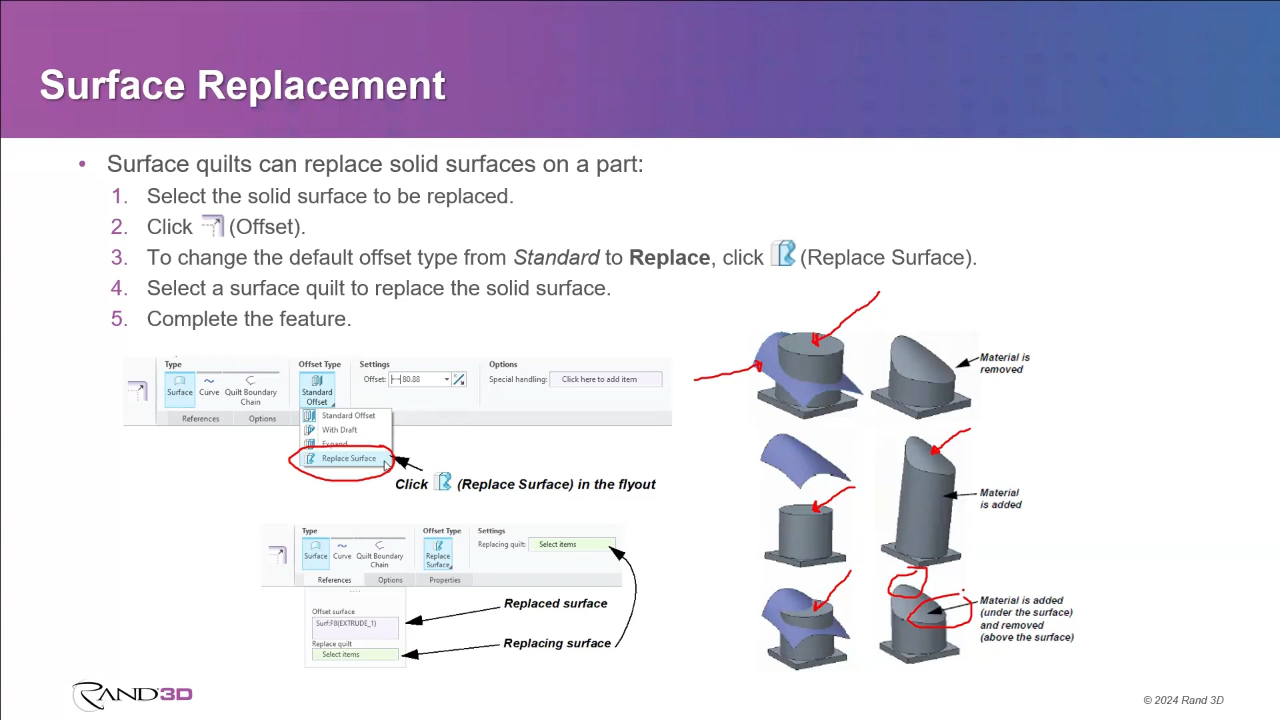 Surface Replacement
• Surface quilts can replace solid surfaces on a part:
1. Select the solid surface to be replaced.
2. Click (Offset).
3. To change the default offset type from Standard to Replace, click (Replace Surface).
4. Select a surface quilt to replace the solid surface.
5. Complete the feature.
Type
Offset Type
Settings
Options
Surface
Curve
Quilt Boundary
Chain
Standard
Offset
Offset:
80.88
Special handling:
Click here to add item
References
Options
Standard Offset
With Draft
Expand
Replace Surface
Click (Replace Surface) in the flyout
Type
Offset Type
Settings
Surface
Curve
Quilt Boundary
Chain
Replace
Surface
Replacing quilt:
Select items
References
Options
Properties
Offset surface
Surf:F8(EXTRUDE_1)
Replace quilt
Select items
Replaced surface
Replacing surface
Material is
removed
Material
is added
Material is added
(under the surface)
and removed
(above the surface)
RAND3D
© 2024 Rand 3D